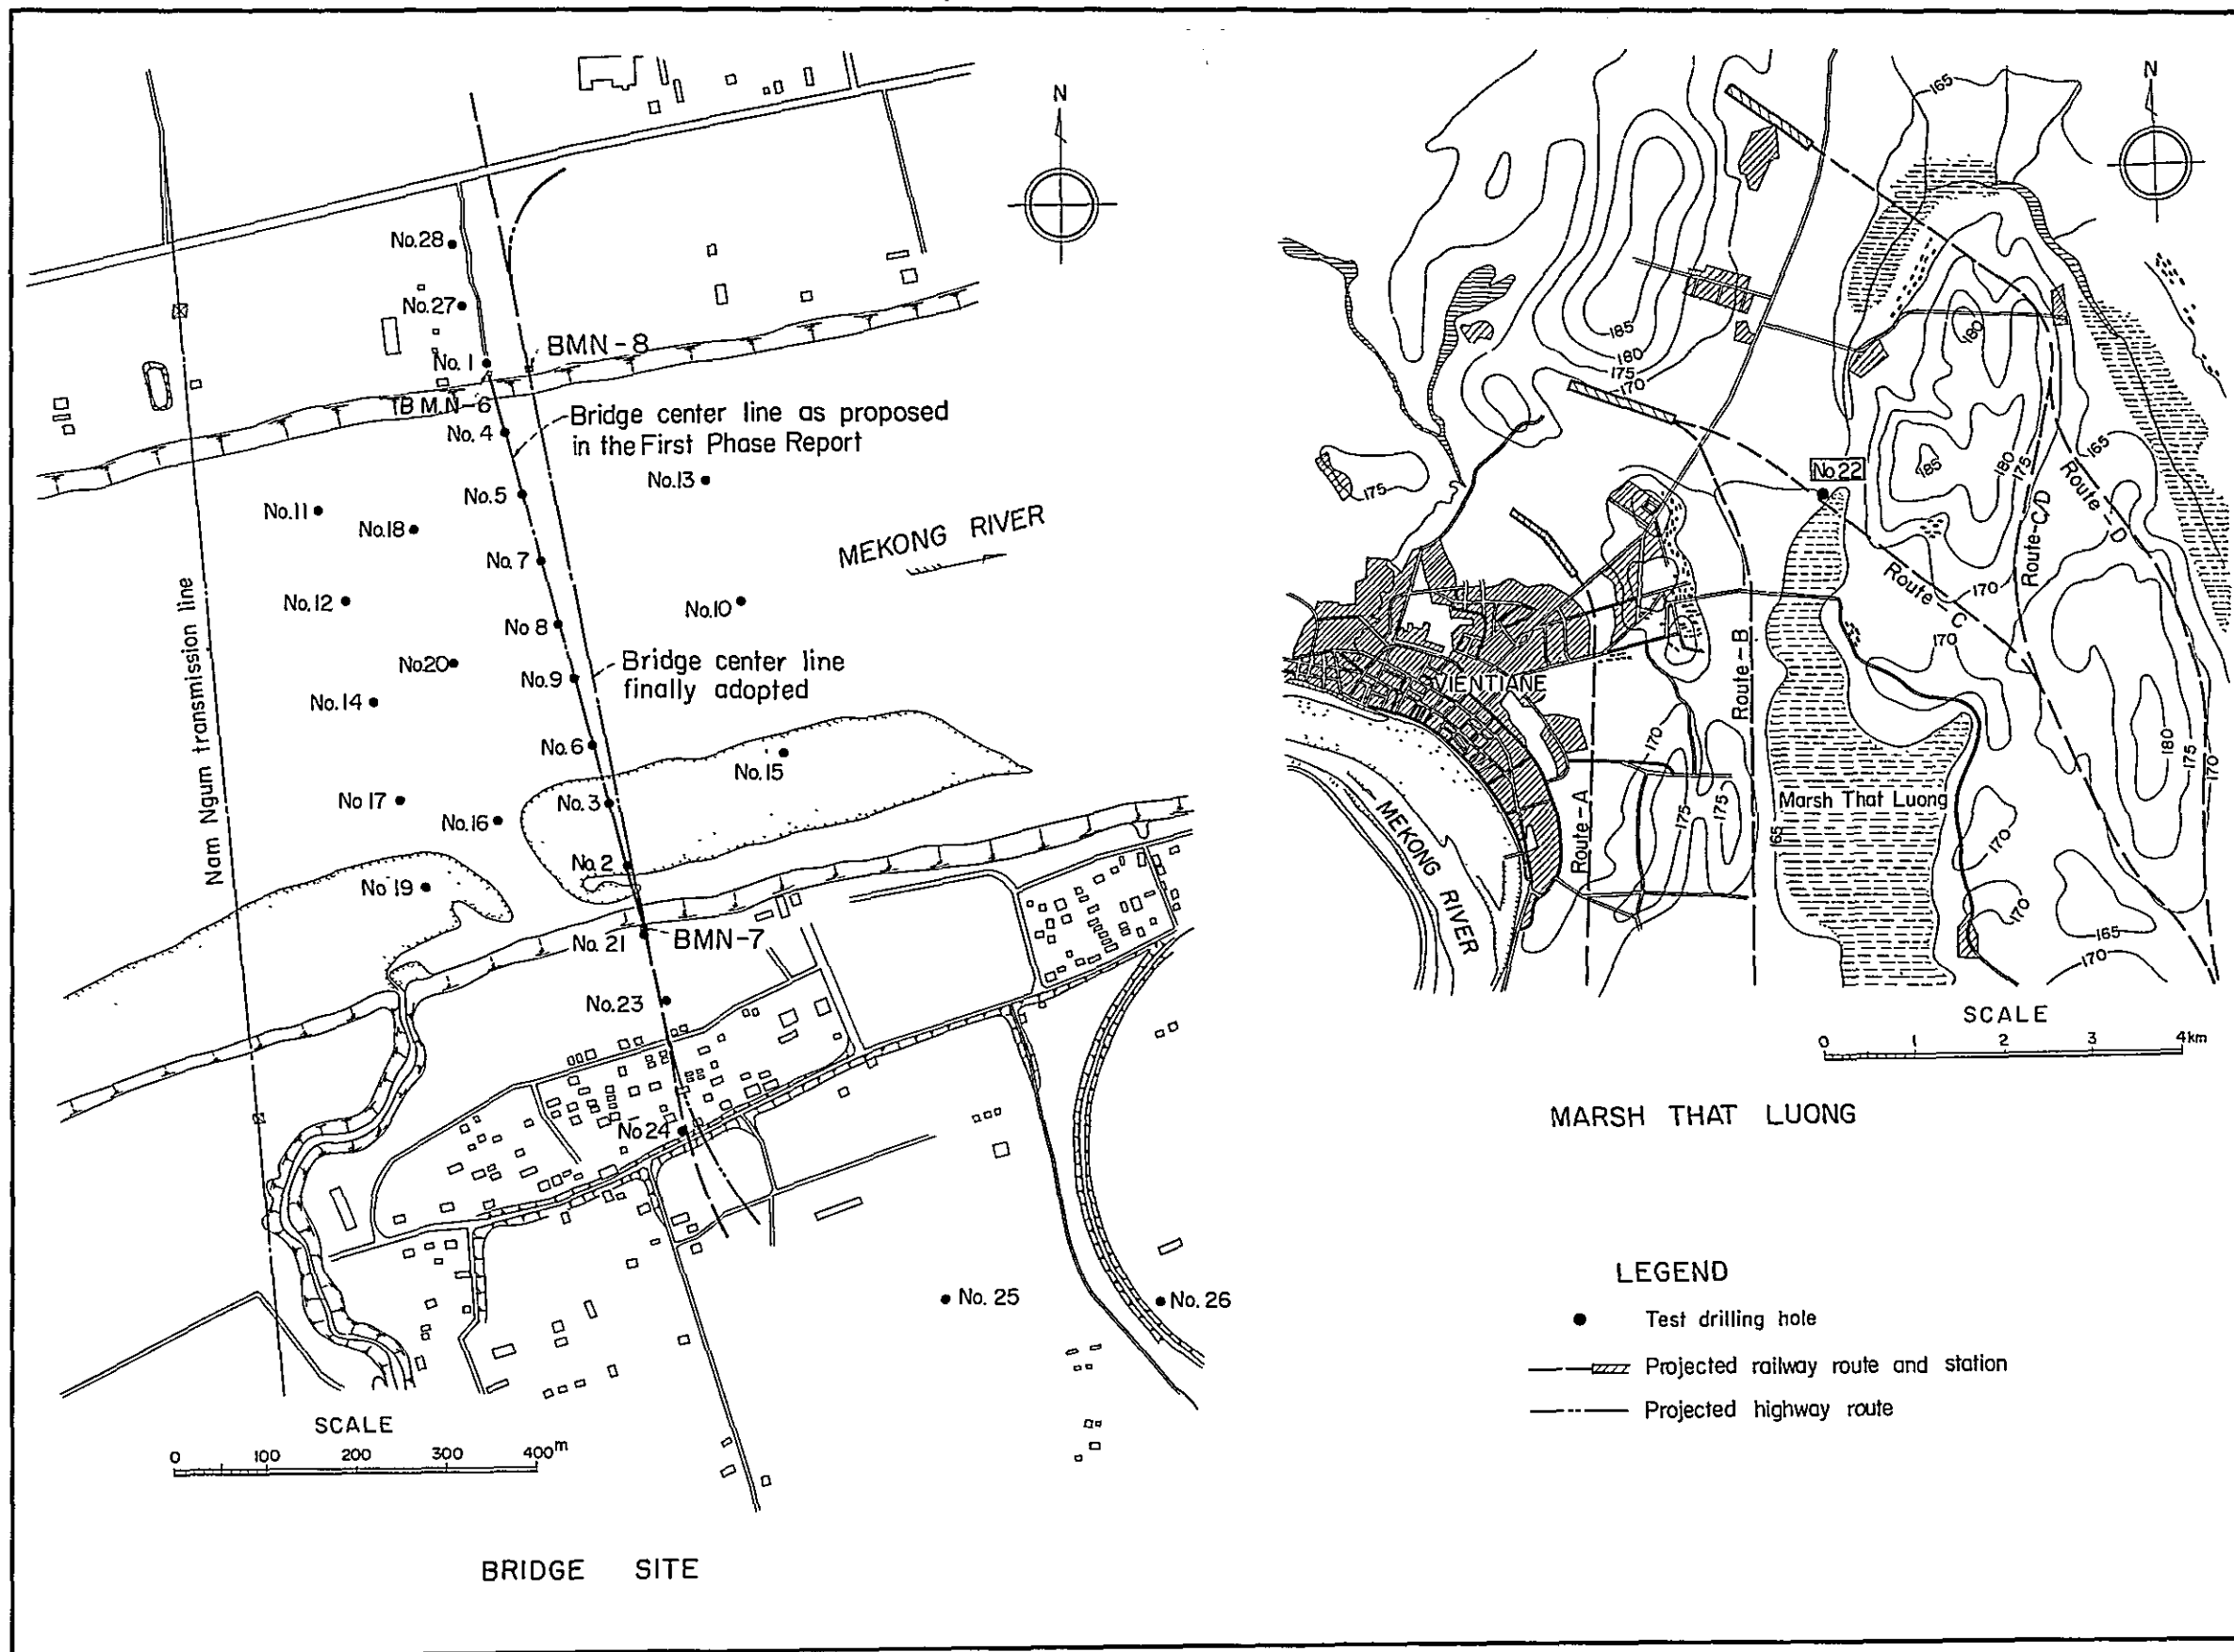 N
No.28
No.27
No. 1
BMN-8
BM.N-6
No. 4
Bridge center line as proposed
in the First Phase Report
No.5
No.13
No.11
No.18
MEKONG RIVER
No. 7
No.12
No.10
No 8
Nam Ngum transmission line
No.20
Bridge center line
finally adopted
No.9
No.14
No.6
No.15
No 17
No.3
No.16
No.2
No 19
No. 21
BMN-7
No.23
No 24
No. 25
No. 26
SCALE
0 100 200 300 400m
BRIDGE SITE
N
165
185
180
175
170
180
165
175
No 22
185
180
175
Route-D
Route-C/D
Route-C
170
170
VIENTIANE
Route-B
170
180
175
170
MEKONG RIVER
Route-A
175
175
165
Marsh That Luong
170
170
165
170
SCALE
0 1 2 3 4km
MARSH THAT LUONG
LEGEND
Test drilling hole
Projected railway route and station
Projected highway route